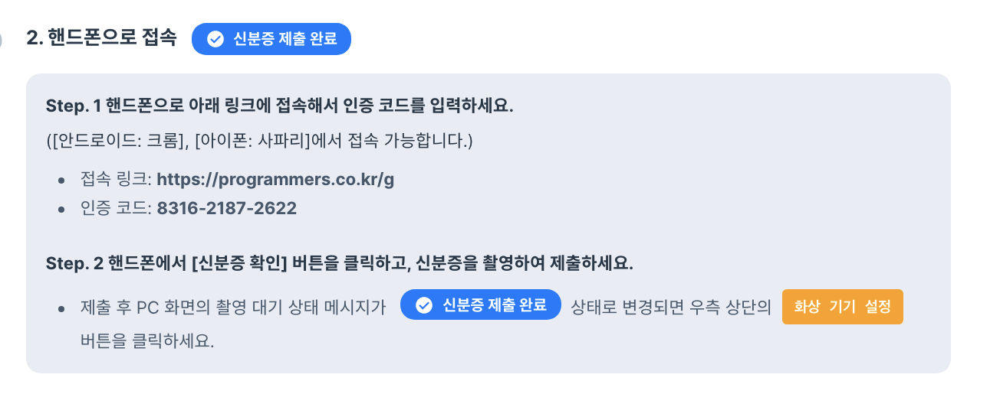 2. 핸드폰으로 접속 신분증 제출 완료
Step. 1 핸드폰으로 아래 링크에 접속해서 인증 코드를 입력하세요.
([안드로이드: 크롬], [아이폰: 사파리]에서 접속 가능합니다.)
• 접속 링크: https://programmers.co.kr/g
• 인증 코드: 8316-2187-2622
Step. 2 핸드폰에서 [신분증 확인] 버튼을 클릭하고, 신분증을 촬영하여 제출하세요.
• 제출 후 PC 화면의 촬영 대기 상태 메시지가 신분증 제출 완료 상태로 변경되면 우측 상단의 화상 기기 설정
버튼을 클릭하세요.